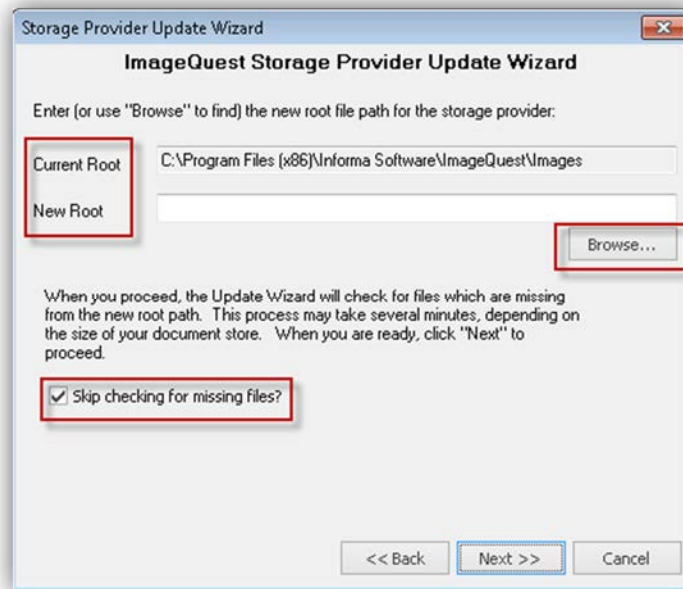 Storage Provider Update Wizard
ImageQuest Storage Provider Update Wizard
Enter (or use "Browse" to find) the new root file path for the storage provider:
Current Root C:\Program Files (x86)\Informa Software\ImageQuest\Images
New Root
Browse...
When you proceed, the Update Wizard will check for files which are missing
from the new root path. This process may take several minutes, depending on
the size of your document store. When you are ready, click "Next" to
proceed.
Skip checking for missing files?
<< Back Next >> Cancel